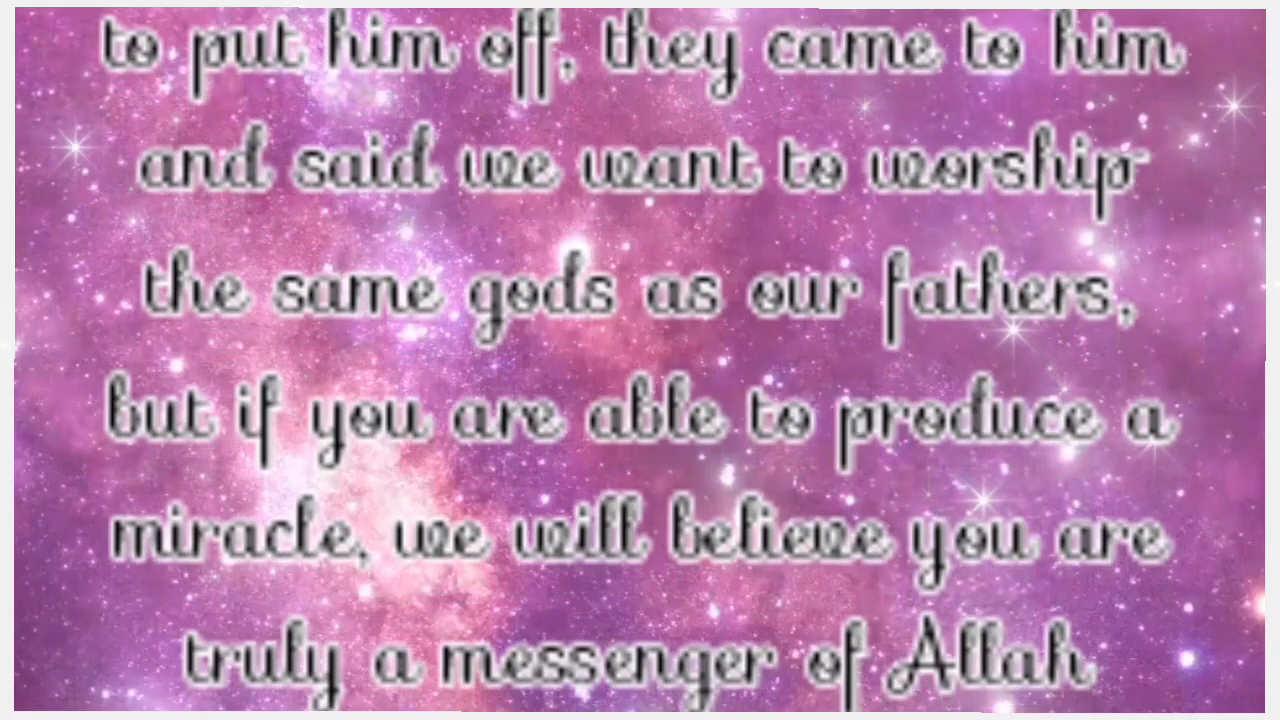 to put him off, they came to him
and said we want to worship
the same gods as our fathers,
but if you are able to produce a
miracle, we will believe you are
truly a messenger of Allah